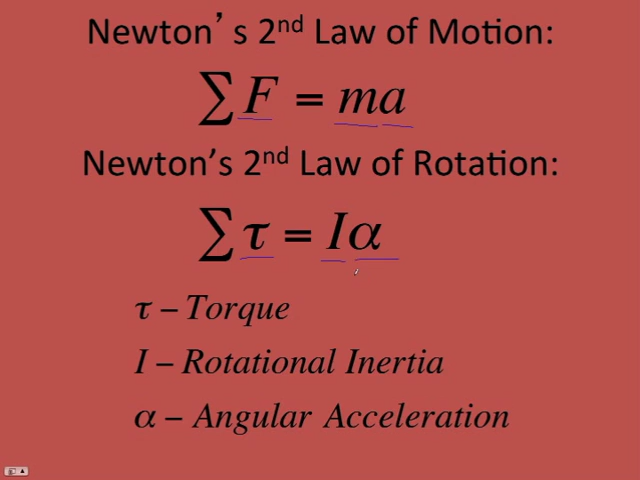 Newton's 2nd Law of Motion:
∑F = ma
Newton's 2nd Law of Rotation:
∑τ = Iα
τ – Torque
I – Rotational Inertia
α – Angular Acceleration